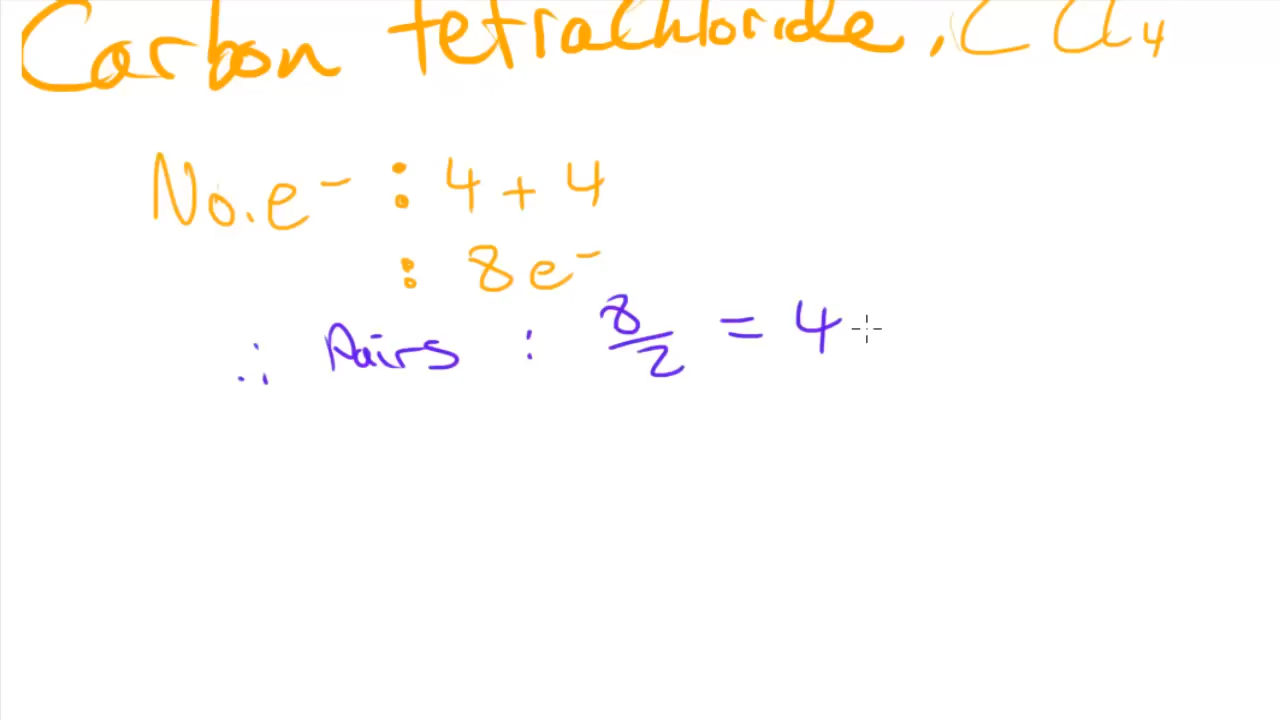 Carbon tetrachloride, CCl₄
No. e⁻ : 4 + 4
: 8e⁻
∴ Pairs : 8/2 = 4